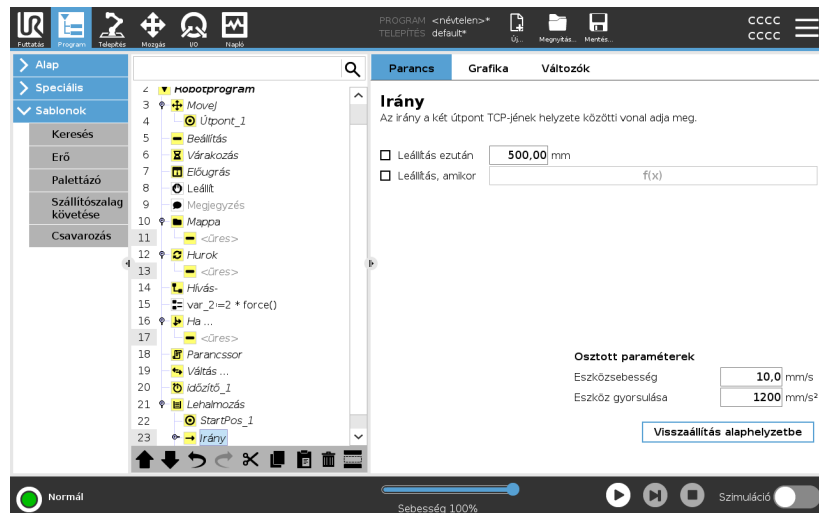 Futtatás
Program
Telepítés
Mozgás
I/O
Napló
PROGRAM <névtelen>*
TELEPÍTÉS default*
Új...
Megnyitás...
Mentés...
CCCC
CCCC
Alap
Speciális
Sablonok
Keresés
Erő
Palettázó
Szállítószalag
követése
Csavarozás
2 Robotprogram
3 MoveJ
4 Útpont_1
5 Beállítás
6 Várakozás
7 Előugrás
8 Leállít
9 Megjegyzés
10 Mappa
11 <üres>
12 Hurok
13 <üres>
14 Hívás-
15 var_2:=2 * force()
16 Ha ...
17 <üres>
18 Parancssor
19 Váltás ...
20 időzítő_1
21 Lehalmozás
22 StartPos_1
23 Irány
Parancs
Grafika
Változók
Irány
Az irány a két útpont TCP-jének helyzete közötti vonal adja meg.
Leállítás ezután 500,00 mm
Leállítás, amikor f(x)
Osztott paraméterek
Eszközsebesség 10,0 mm/s
Eszköz gyorsulása 1200 mm/s²
Visszaállítás alaphelyzetbe
Normál
Sebesség 100%
Szimuláció